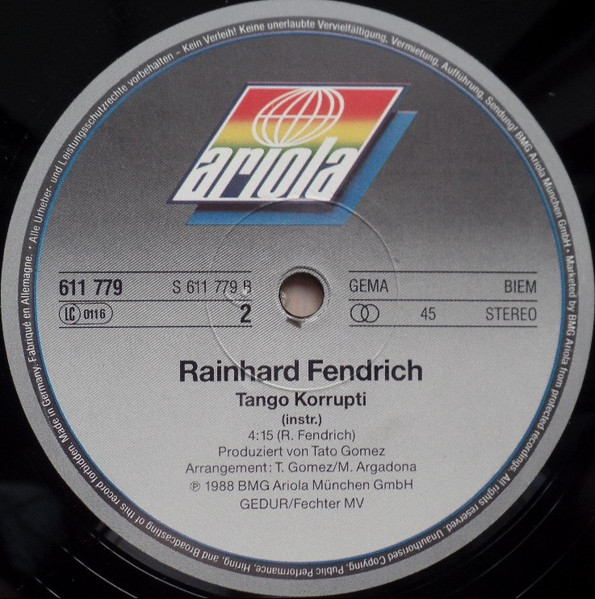 Alle Urheber- und Leistungsschutzrechte vorbehalten – Kein Verleih! Keine unerlaubte Vervielfältigung, Vermietung, Aufführung, Sendung! BMG Ariola München GmbH • Marketed by BMG Ariola from protected recordings. All rights reserved. Unauthorised Copying, Public Performance, Hiring, and Broadcasting of this record forbidden. Made in Germany. Fabriqué en Allemagne. •
ariola
611 779 S 611 779 B GEMA BIEM
LC 0116 2 45 STEREO
Rainhard Fendrich
Tango Korrupti
(instr.)
4:15 (R. Fendrich)
Produziert von Tato Gomez
Arrangement: T. Gomez/M. Argadona
℗ 1988 BMG Ariola München GmbH
GEDUR/Fechter MV